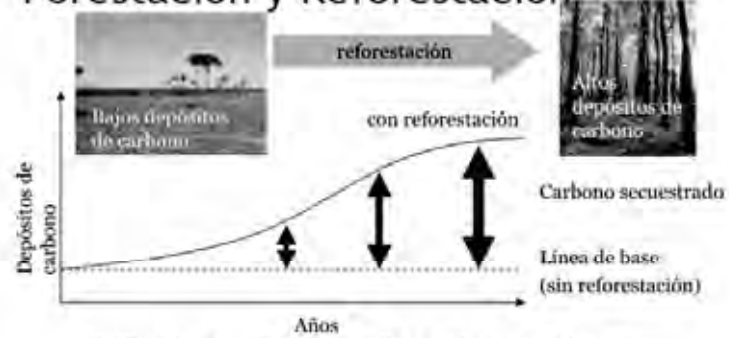 Forestación y Reforestación
reforestación
Bajos depósitos
de carbono
Altos
depósitos de
carbono
con reforestación
Depósitos de
carbono
Carbono secuestrado
Línea de base
(sin reforestación)
Años